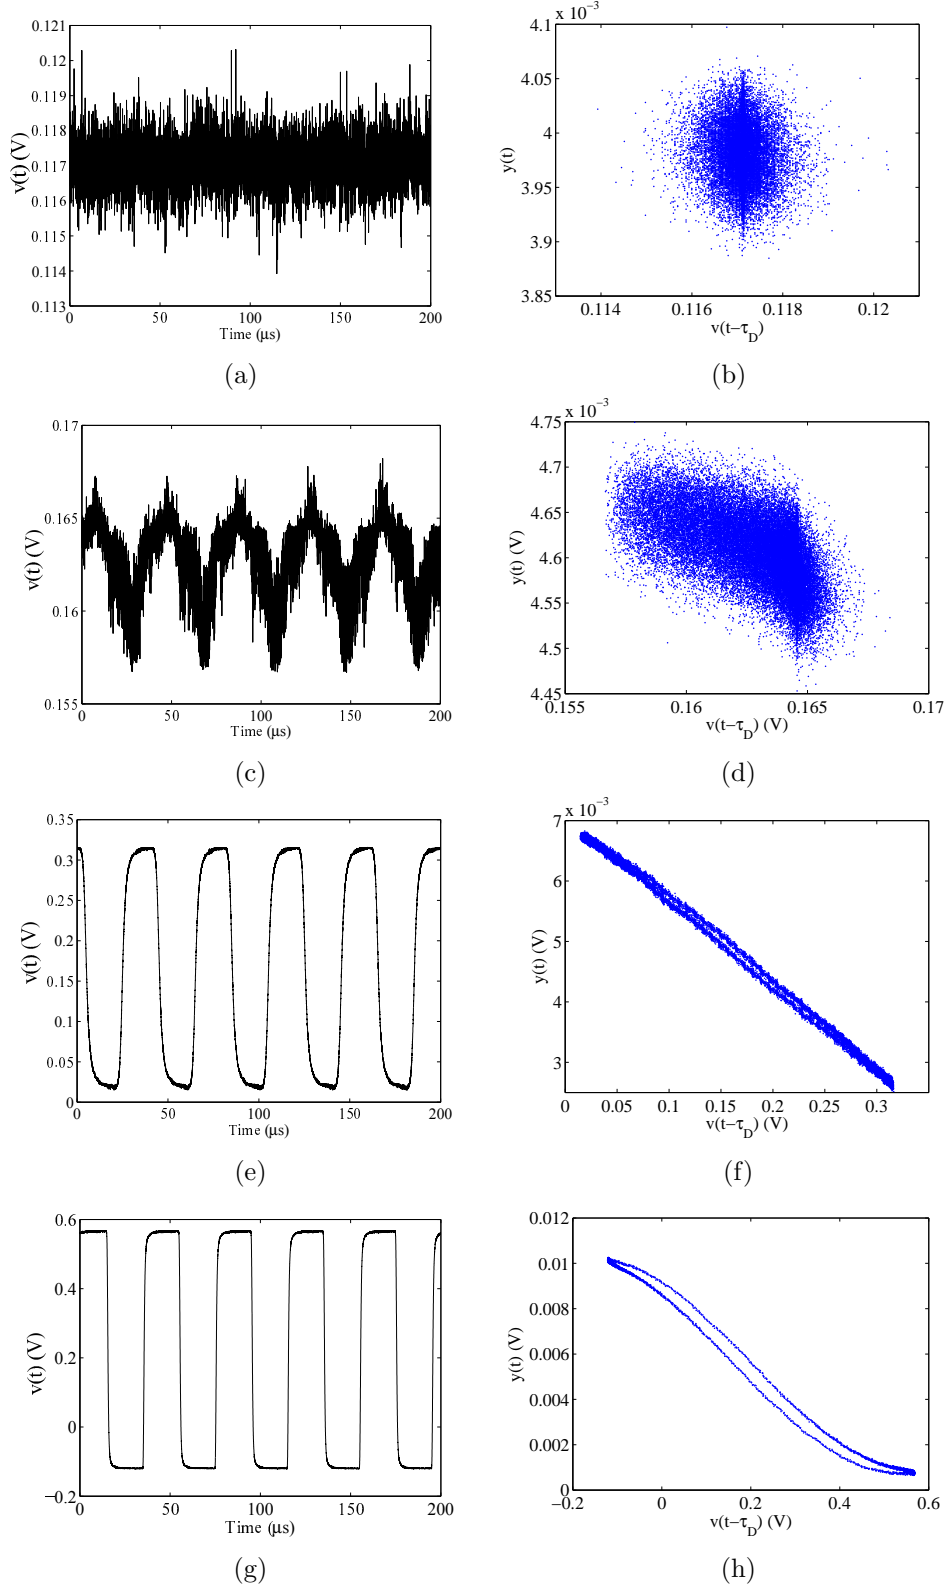 0.121
0.12
0.119
0.118
0.117
0.116
0.115
0.114
0.113
v(t) (V)
0 50 100 150 200
Time (μs)
(a)
x 10⁻³
4.1
4.05
4
3.95
3.9
3.85
y(t)
0.114 0.116 0.118 0.12
v(t−τ_D)
(b)
0.17
0.165
0.16
0.155
v(t) (V)
0 50 100 150 200
Time (μs)
(c)
x 10⁻³
4.75
4.7
4.65
4.6
4.55
4.5
4.45
y(t) (V)
0.155 0.16 0.165 0.17
v(t−τ_D) (V)
(d)
0.35
0.3
0.25
0.2
0.15
0.1
0.05
0
v(t) (V)
0 50 100 150 200
Time (μs)
(e)
x 10⁻³
7
6
5
4
3
y(t) (V)
0 0.05 0.1 0.15 0.2 0.25 0.3
v(t−τ_D) (V)
(f)
0.6
0.4
0.2
0
−0.2
v(t) (V)
0 50 100 150 200
Time (μs)
(g)
0.012
0.01
0.008
0.006
0.004
0.002
0
y(t) (V)
−0.2 0 0.2 0.4 0.6
v(t−τ_D) (V)
(h)